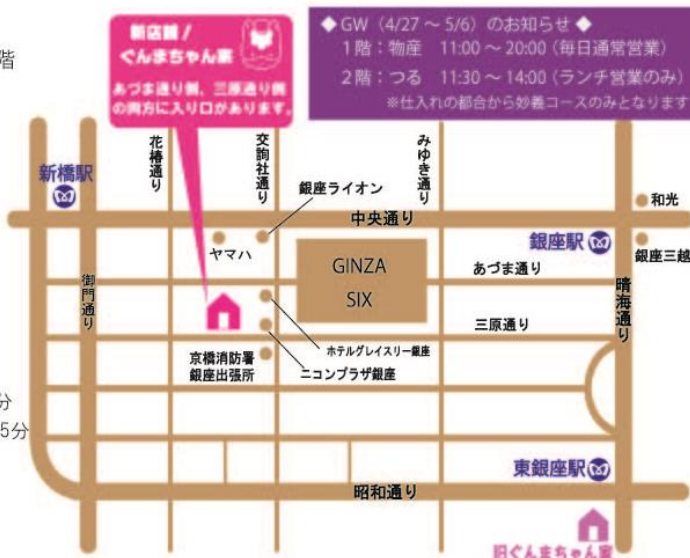 新店舗！
ぐんまちゃん家
あづま通り側、三原通り側
の両方に入り口があります。
◆ GW（4/27 〜 5/6）のお知らせ ◆
1 階：物産　11:00 〜 20:00（毎日通常営業）
2 階：つる　11:30 〜 14:00（ランチ営業のみ）
※仕入れの都合から妙義コースのみとなります
階
新橋駅
花椿通り
交詢社通り
みゆき通り
銀座ライオン
和光
中央通り
ヤマハ
銀座駅
銀座三越
GINZA
SIX
あづま通り
御門通り
晴海通り
三原通り
ホテルグレイスリー銀座
京橋消防署
銀座出張所
ニコンプラザ銀座
分
5分
東銀座駅
昭和通り
旧ぐんまちゃん家